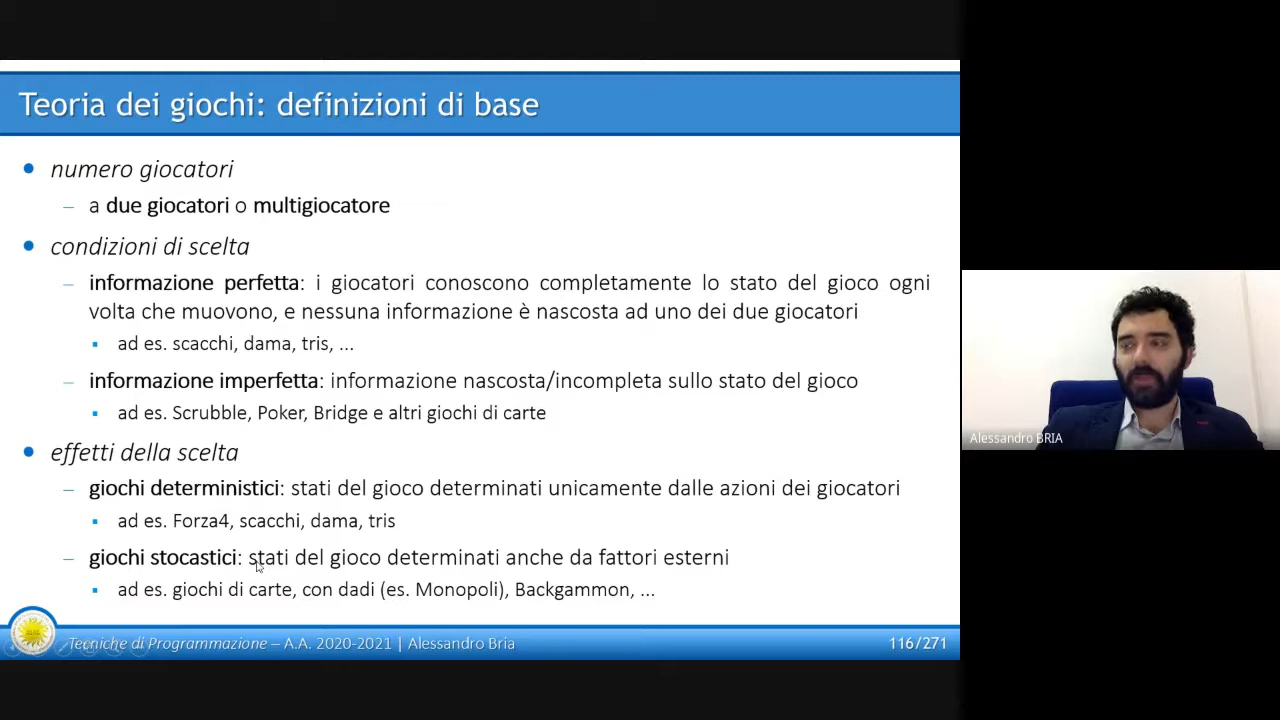 Teoria dei giochi: definizioni di base
numero giocatori
– a due giocatori o multigiocatore
condizioni di scelta
– informazione perfetta: i giocatori conoscono completamente lo stato del gioco ogni
volta che muovono, e nessuna informazione è nascosta ad uno dei due giocatori
ad es. scacchi, dama, tris, ...
– informazione imperfetta: informazione nascosta/incompleta sullo stato del gioco
ad es. Scrubble, Poker, Bridge e altri giochi di carte
effetti della scelta
– giochi deterministici: stati del gioco determinati unicamente dalle azioni dei giocatori
ad es. Forza4, scacchi, dama, tris
– giochi stocastici: stati del gioco determinati anche da fattori esterni
ad es. giochi di carte, con dadi (es. Monopoli), Backgammon, ...
Tecniche di Programmazione – A.A. 2020-2021 | Alessandro Bria
116/271
Alessandro BRIA